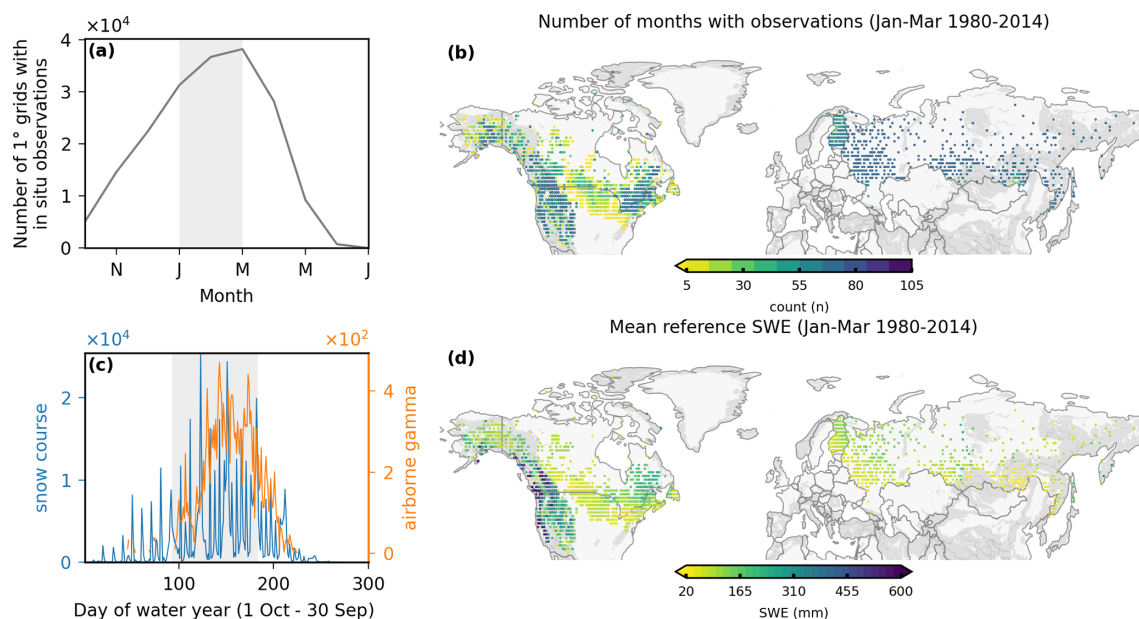 ×10⁴
(a)
Number of 1° grids with
in situ observations
4
3
2
1
0
N
J
M
M
J
Month
Number of months with observations (Jan-Mar 1980-2014)
(b)
5
30
55
80
105
count (n)
×10⁴
×10²
(c)
snow course
2
1
0
airborne gamma
4
2
0
100
200
300
Day of water year (1 Oct - 30 Sep)
Mean reference SWE (Jan-Mar 1980-2014)
(d)
20
165
310
455
600
SWE (mm)